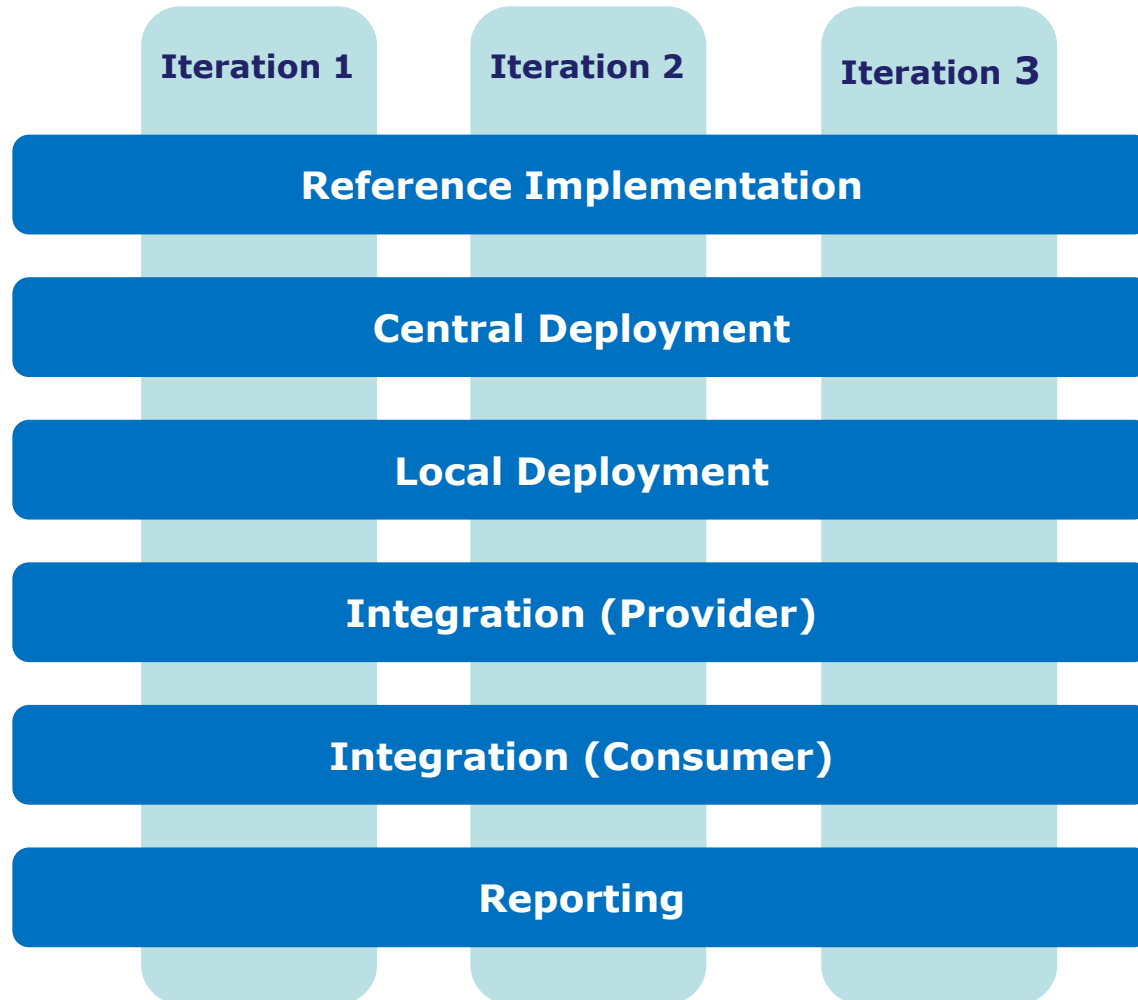 Iteration 1
Iteration 2
Iteration 3
Reference Implementation
Central Deployment
Local Deployment
Integration (Provider)
Integration (Consumer)
Reporting